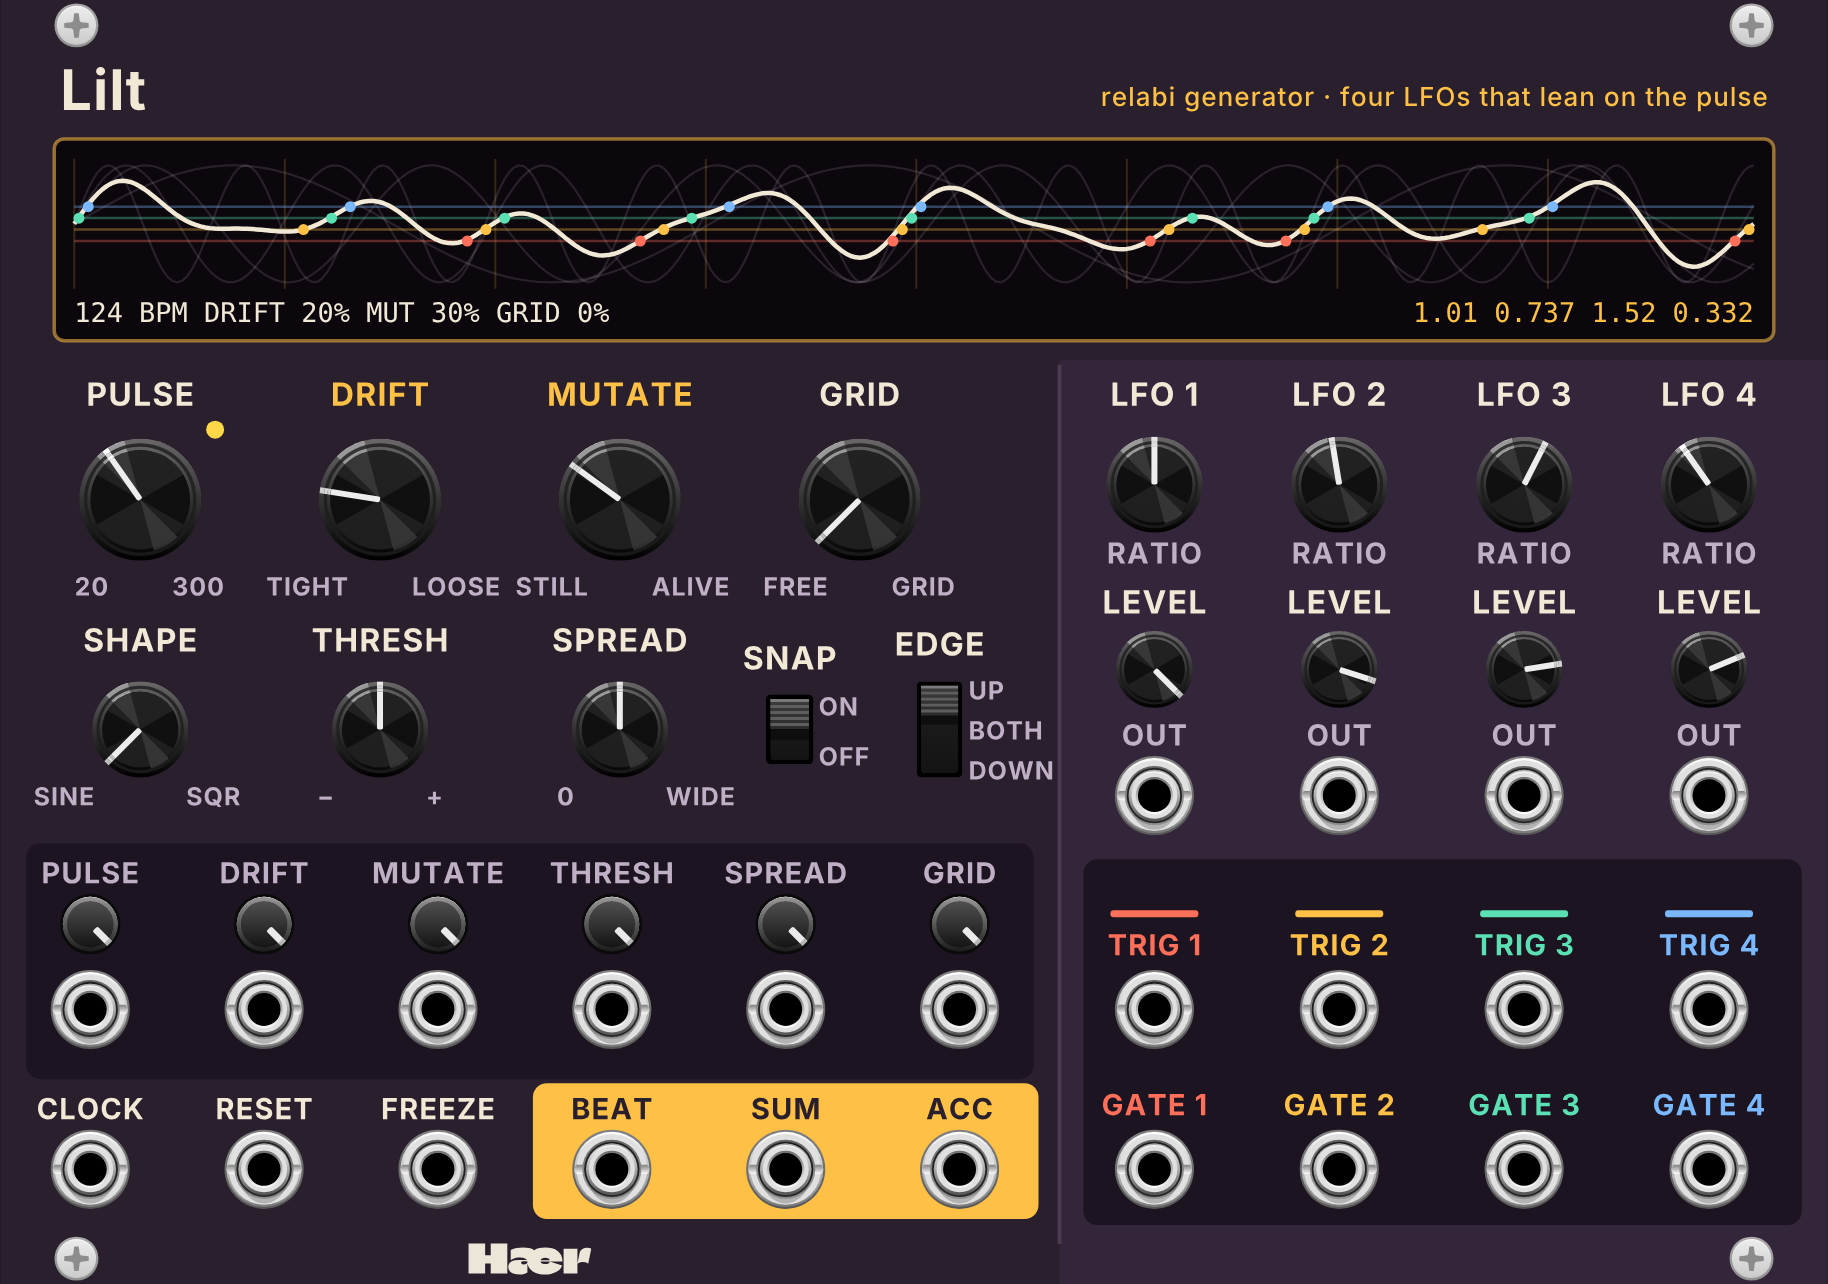 Lilt
relabi generator · four LFOs that lean on the pulse
124 BPM DRIFT 20% MUT 30% GRID 0%
1.01 0.737 1.52 0.332
PULSE DRIFT MUTATE GRID
20 300 TIGHT LOOSE STILL ALIVE FREE GRID
SHAPE THRESH SPREAD SNAP EDGE
ON OFF
UP
BOTH
DOWN
SINE SQR − + 0 WIDE
LFO 1 LFO 2 LFO 3 LFO 4
RATIO RATIO RATIO RATIO
LEVEL LEVEL LEVEL LEVEL
OUT OUT OUT OUT
PULSE DRIFT MUTATE THRESH SPREAD GRID
CLOCK RESET FREEZE BEAT SUM ACC
TRIG 1 TRIG 2 TRIG 3 TRIG 4
GATE 1 GATE 2 GATE 3 GATE 4
Hær